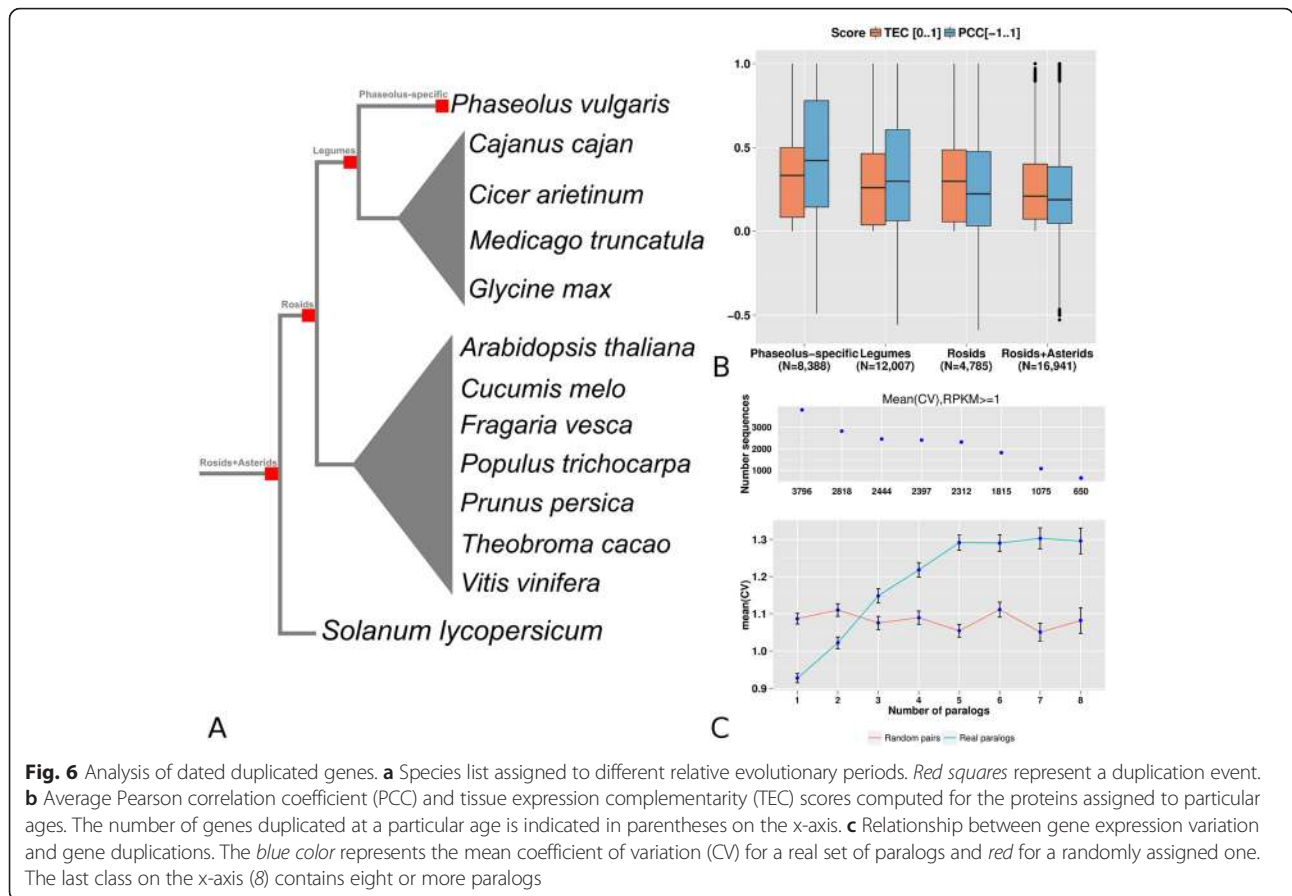 Phaseolus-specific
Phaseolus vulgaris
Cajanus cajan
Legumes
Cicer arietinum
Medicago truncatula
Glycine max
Rosids
Arabidopsis thaliana
Cucumis melo
Fragaria vesca
Populus trichocarpa
Rosids+Asterids
Prunus persica
Theobroma cacao
Vitis vinifera
Solanum lycopersicum
A
Score TEC [0..1] PCC[-1..1]
1.0
0.5
0.0
-0.5
Phaseolus-specific Legumes Rosids Rosids+Asterids
(N=8,388) (N=12,007) (N=4,785) (N=16,941)
B
Mean(CV),RPKM>=1
Number sequences
3000
2000
1000
3796 2818 2444 2397 2312 1815 1075 650
mean(CV)
1.3
1.2
1.1
1.0
0.9
1 2 3 4 5 6 7 8
Number of paralogs
C
Random pairs Real paralogs
Fig. 6 Analysis of dated duplicated genes. a Species list assigned to different relative evolutionary periods. Red squares represent a duplication event.
b Average Pearson correlation coefficient (PCC) and tissue expression complementarity (TEC) scores computed for the proteins assigned to particular
ages. The number of genes duplicated at a particular age is indicated in parentheses on the x-axis. c Relationship between gene expression variation
and gene duplications. The blue color represents the mean coefficient of variation (CV) for a real set of paralogs and red for a randomly assigned one.
The last class on the x-axis (8) contains eight or more paralogs